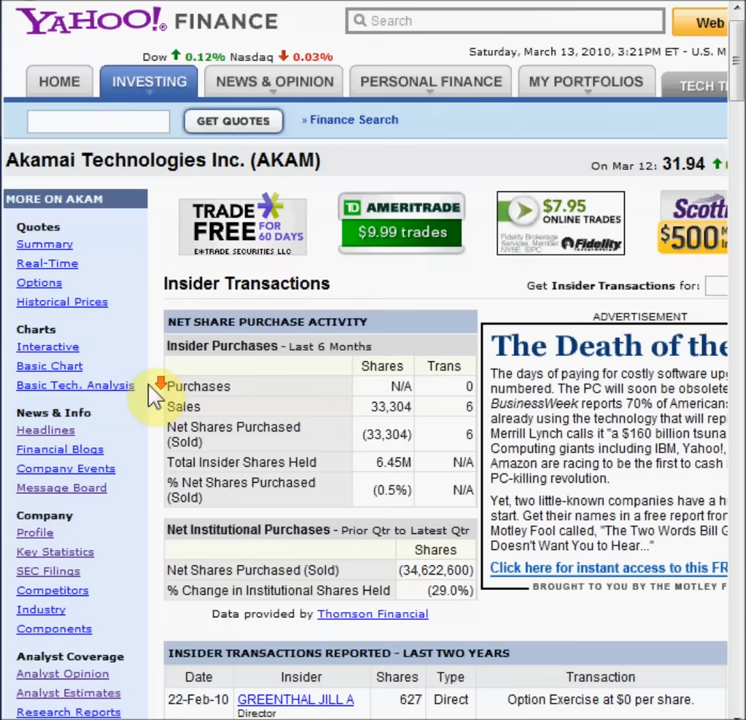 YAHOO! FINANCE
Search
Web
Saturday, March 13, 2010, 3:21PM ET - U.S. M
Dow 0.12% Nasdaq 0.03%
HOME
INVESTING
NEWS & OPINION
PERSONAL FINANCE
MY PORTFOLIOS
TECH T
GET QUOTES
» Finance Search
Akamai Technologies Inc. (AKAM)
On Mar 12: 31.94
MORE ON AKAM
Quotes
Summary
Real-Time
Options
Historical Prices
Charts
Interactive
Basic Chart
Basic Tech. Analysis
News & Info
Headlines
Financial Blogs
Company Events
Message Board
Company
Profile
Key Statistics
SEC Filings
Competitors
Industry
Components
Analyst Coverage
Analyst Opinion
Analyst Estimates
Research Reports
TRADE
FREE FOR 60 DAYS
E*TRADE SECURITIES LLC
TD AMERITRADE
$9.99 trades
$7.95
ONLINE TRADES
Fidelity Brokerage
Services, Member
NYSE, SIPC
Fidelity
Scott
$500
Insider Transactions
Get Insider Transactions for:
NET SHARE PURCHASE ACTIVITY
Insider Purchases - Last 6 Months
Shares Trans
Purchases N/A 0
Sales 33,304 6
Net Shares Purchased
(Sold) (33,304) 6
Total Insider Shares Held 6.45M N/A
% Net Shares Purchased
(Sold) (0.5%) N/A
Net Institutional Purchases - Prior Qtr to Latest Qtr
Shares
Net Shares Purchased (Sold) (34,622,600)
% Change in Institutional Shares Held (29.0%)
Data provided by Thomson Financial
ADVERTISEMENT
The Death of the
The days of paying for costly software up
numbered. The PC will soon be obsolete
BusinessWeek reports 70% of American
already using the technology that will rep
Merrill Lynch calls it "a $160 billion tsuna
Computing giants including IBM, Yahoo!,
Amazon are racing to be the first to cash
PC-killing revolution.
Yet, two little-known companies have a h
start. Get their names in a free report from
Motley Fool called, "The Two Words Bill G
Doesn't Want You to Hear..."
Click here for instant access to this FR
BROUGHT TO YOU BY THE MOTLEY F
INSIDER TRANSACTIONS REPORTED - LAST TWO YEARS
Date Insider Shares Type Transaction
22-Feb-10 GREENTHAL JILL A 627 Direct Option Exercise at $0 per share.
Director